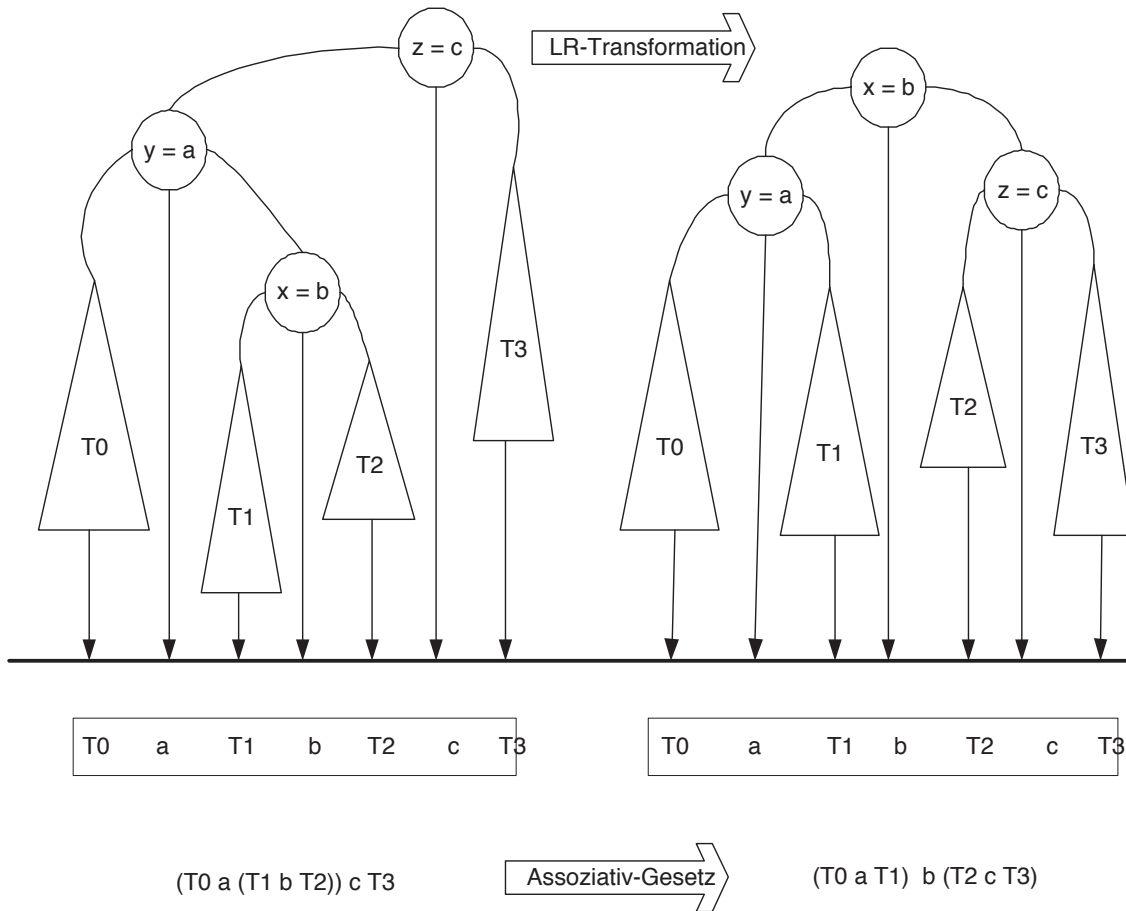 z = c
LR-Transformation
x = b
y = a
y = a
z = c
x = b
T3
T2
T0
T2
T1
T0
T1
T3
T0 a T1 b T2 c T3
T0 a T1 b T2 c T3
(T0 a (T1 b T2)) c T3
Assoziativ-Gesetz
(T0 a T1) b (T2 c T3)